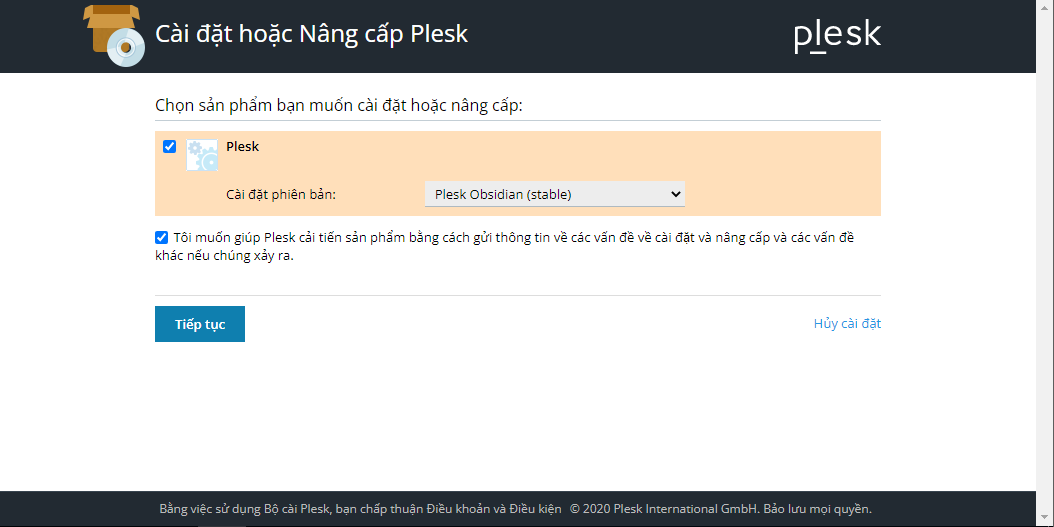 Cài đặt hoặc Nâng cấp Plesk
plesk
Chọn sản phẩm bạn muốn cài đặt hoặc nâng cấp:
Plesk
Cài đặt phiên bản:
Plesk Obsidian (stable)
Tôi muốn giúp Plesk cải tiến sản phẩm bằng cách gửi thông tin về các vấn đề về cài đặt và nâng cấp và các vấn đề
khác nếu chúng xảy ra.
Tiếp tục
Hủy cài đặt
Bằng việc sử dụng Bộ cài Plesk, bạn chấp thuận Điều khoản và Điều kiện © 2020 Plesk International GmbH. Bảo lưu mọi quyền.